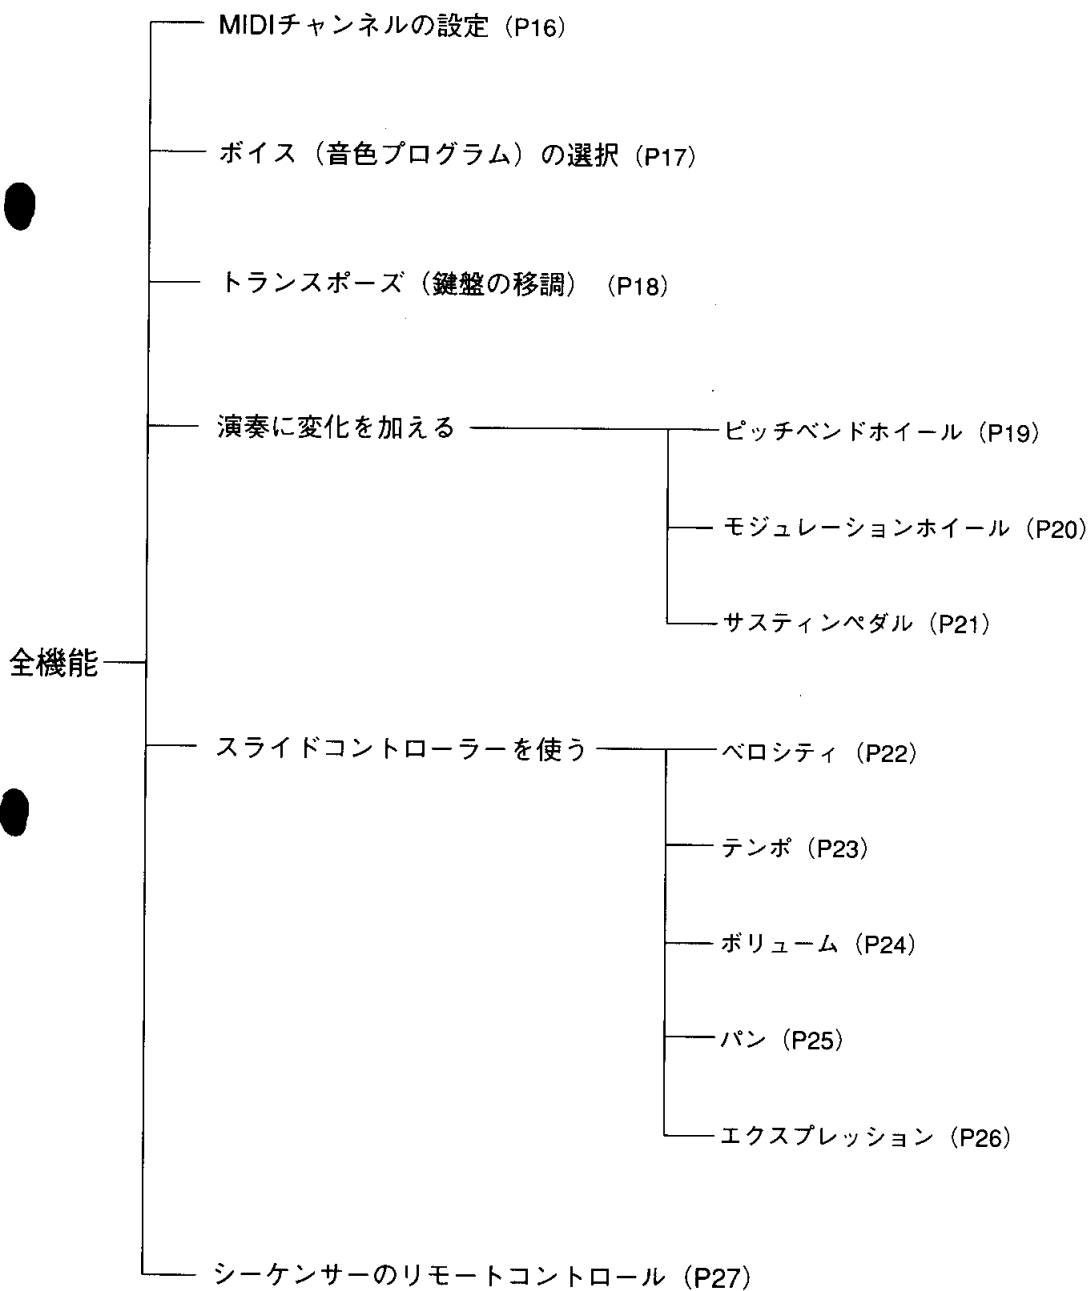 MIDIチャンネルの設定（P16）
ボイス（音色プログラム）の選択（P17）
トランスポーズ（鍵盤の移調）（P18）
演奏に変化を加える
ピッチベンドホイール（P19）
モジュレーションホイール（P20）
サスティンペダル（P21）
全機能
スライドコントローラーを使う
ベロシティ（P22）
テンポ（P23）
ボリューム（P24）
パン（P25）
エクスプレッション（P26）
シーケンサーのリモートコントロール（P27）